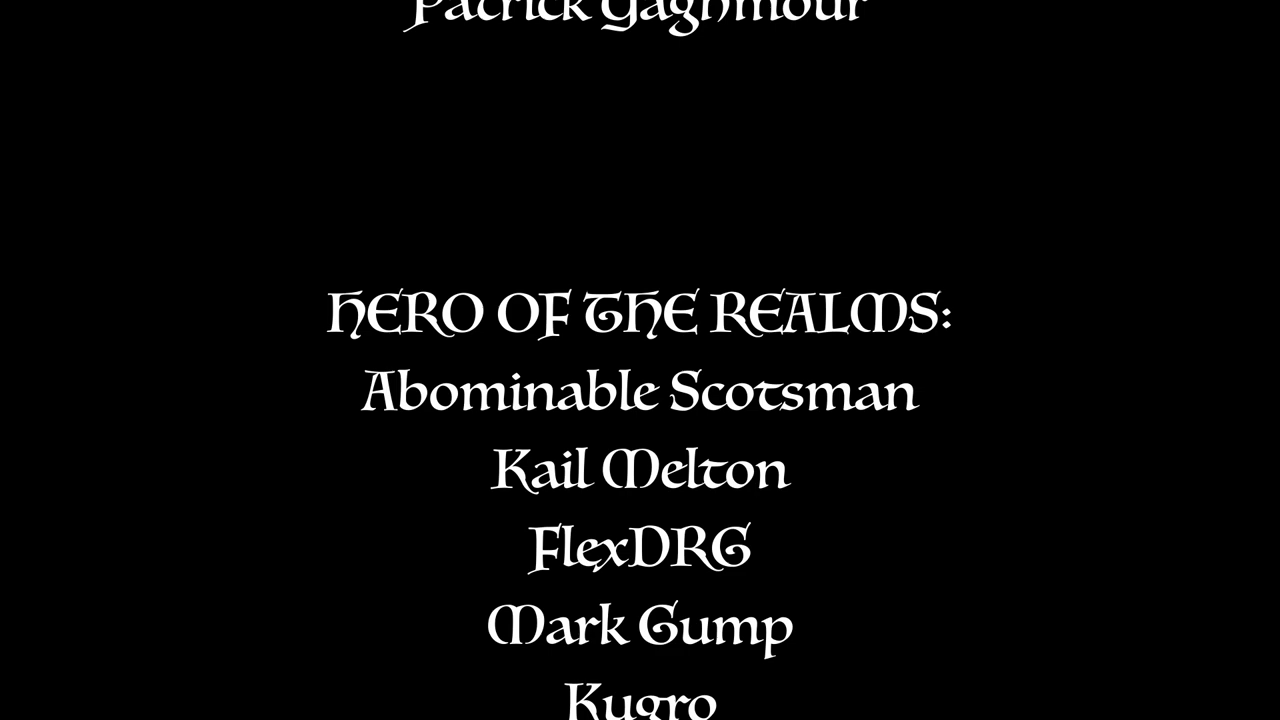 Patrick Yaghmour
HERO OF THE REALMS:
Abominable Scotsman
Kail Melton
FlexDRG
Mark Gump
Kugro